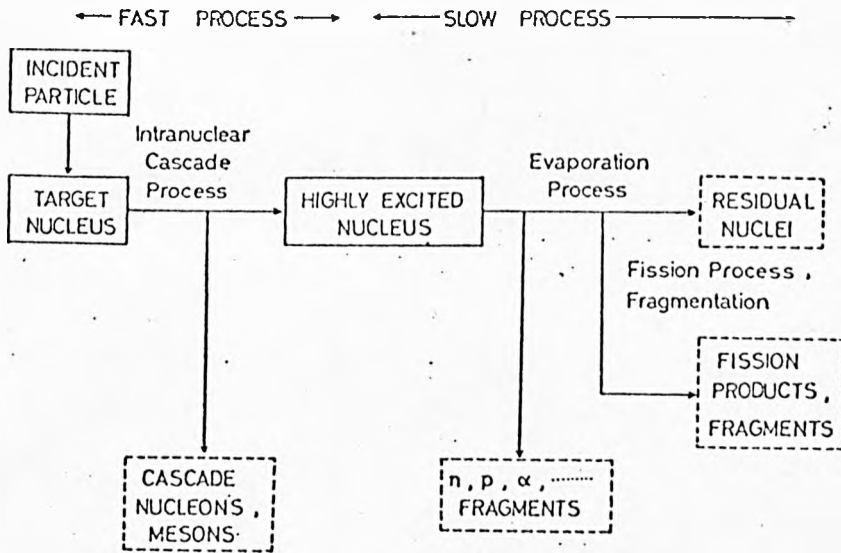 FAST PROCESS
SLOW PROCESS
INCIDENT
PARTICLE
Intranuclear
Cascade
Process
TARGET
NUCLEUS
HIGHLY EXCITED
NUCLEUS
Evaporation
Process
RESIDUAL
NUCLEI
Fission Process,
Fragmentation
FISSION
PRODUCTS,
FRAGMENTS
CASCADE
NUCLEONS,
MESONS
n, p, α, ········
FRAGMENTS